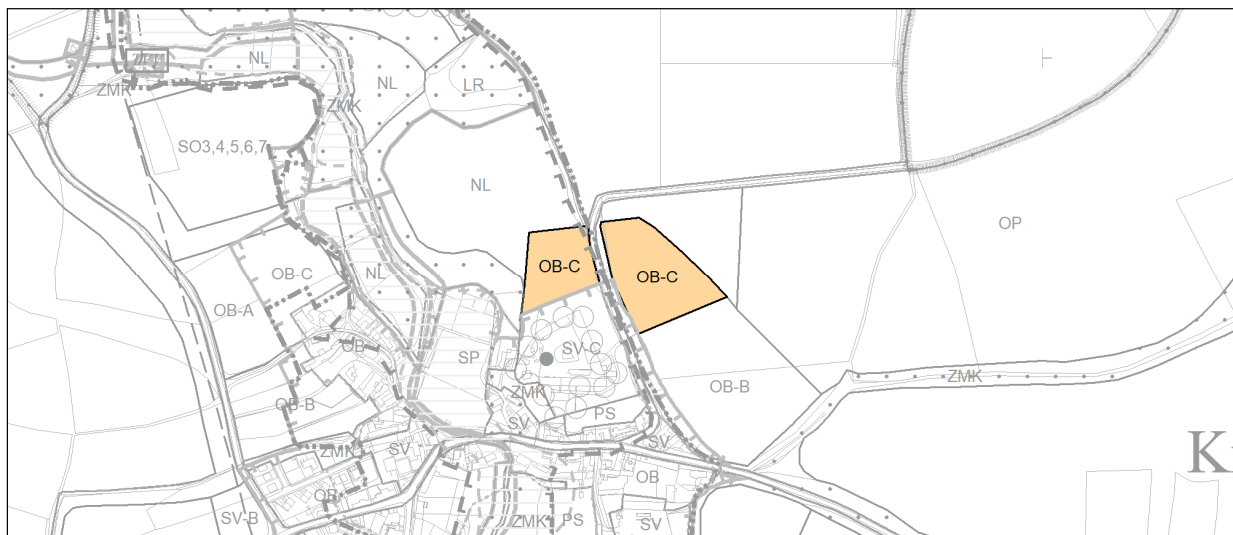 NL
ZMK
NL
LR
ZMK
SO3,4,5,6,7
NL
OP
OB-C
NL
OB-C
OB-C
OB-A
OB
SP
SV-C
OB-B
ZMK
OB-B
ZMK
PS
SV
SV
ZMK
SV
OB
OB
SV-B
ZMK
PS
SV